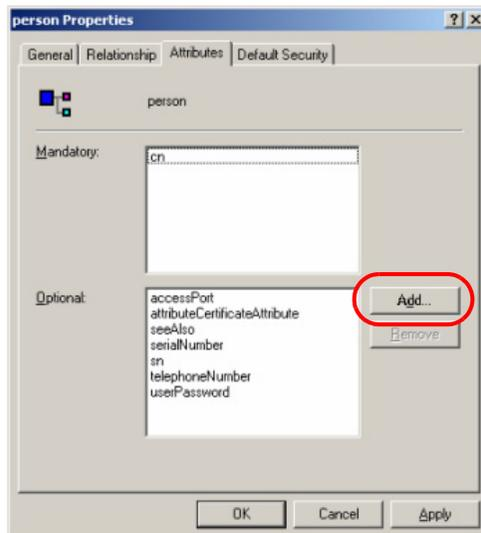 person Properties
General Relationship Attributes Default Security
person
Mandatory:
cn
Optional:
accessPort
attributeCertificateAttribute
seeAlso
serialNumber
sn
telephoneNumber
userPassword
Add...
Remove
OK Cancel Apply